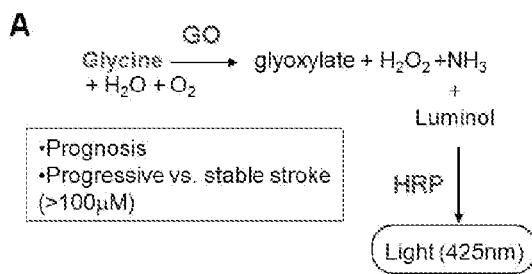 A
GO
Glycine → glyoxylate + H₂O₂ +NH₃
+ H₂O + O₂
+
Luminol
•Prognosis
•Progressive vs. stable stroke
(>100μM)
HRP
Light (425nm)